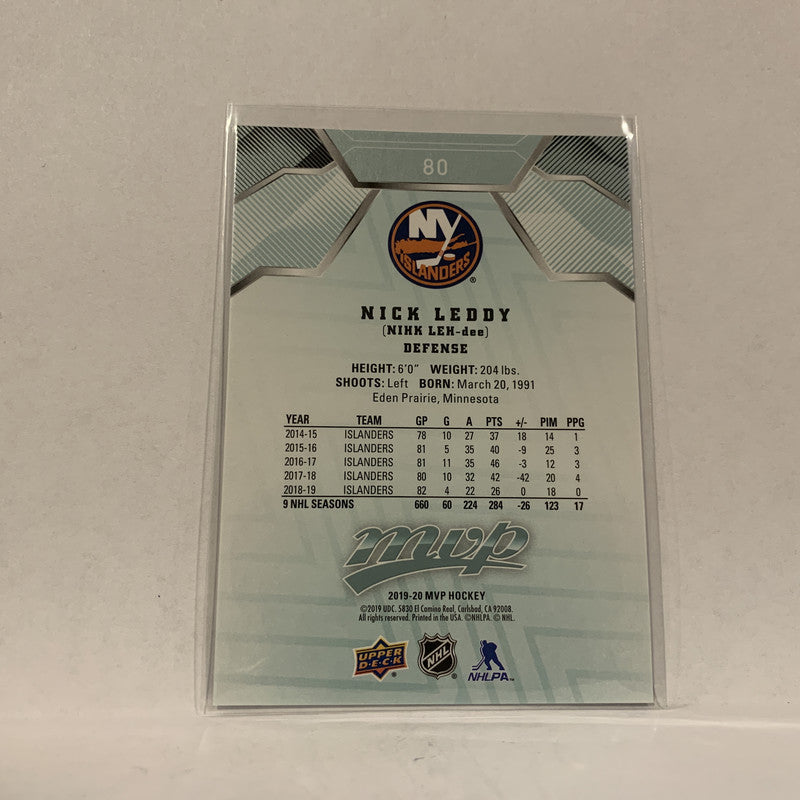 80
NY
ISLANDERS
®
NICK LEDDY
(NIHK LEH-dee)
DEFENSE
HEIGHT: 6'0" WEIGHT: 204 lbs.
SHOOTS: Left BORN: March 20, 1991
Eden Prairie, Minnesota
YEAR TEAM GP G A PTS +/- PIM PPG
2014-15 ISLANDERS 78 10 27 37 18 14 1
2015-16 ISLANDERS 81 5 35 40 -9 25 3
2016-17 ISLANDERS 81 11 35 46 -3 12 3
2017-18 ISLANDERS 80 10 32 42 -42 20 4
2018-19 ISLANDERS 82 4 22 26 0 18 0
9 NHL SEASONS 660 60 224 284 -26 123 17
mvp
2019-20 MVP HOCKEY
©2019 UDC. 5830 El Camino Real, Carlsbad, CA 92008.
All rights reserved. Printed in the USA. ©NHLPA. © NHL.
UPPER DECK ® NHL ® NHLPA™